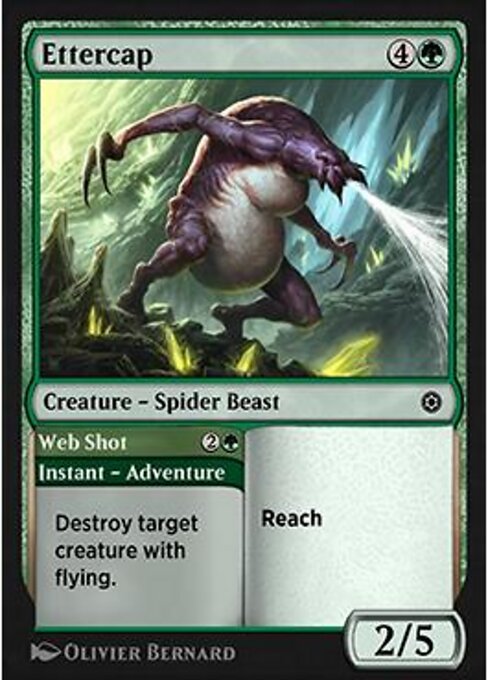 Ettercap 4
Creature – Spider Beast
Web Shot 2
Instant – Adventure
Destroy target
creature with
flying.
Reach
2/5
OLIVIER BERNARD